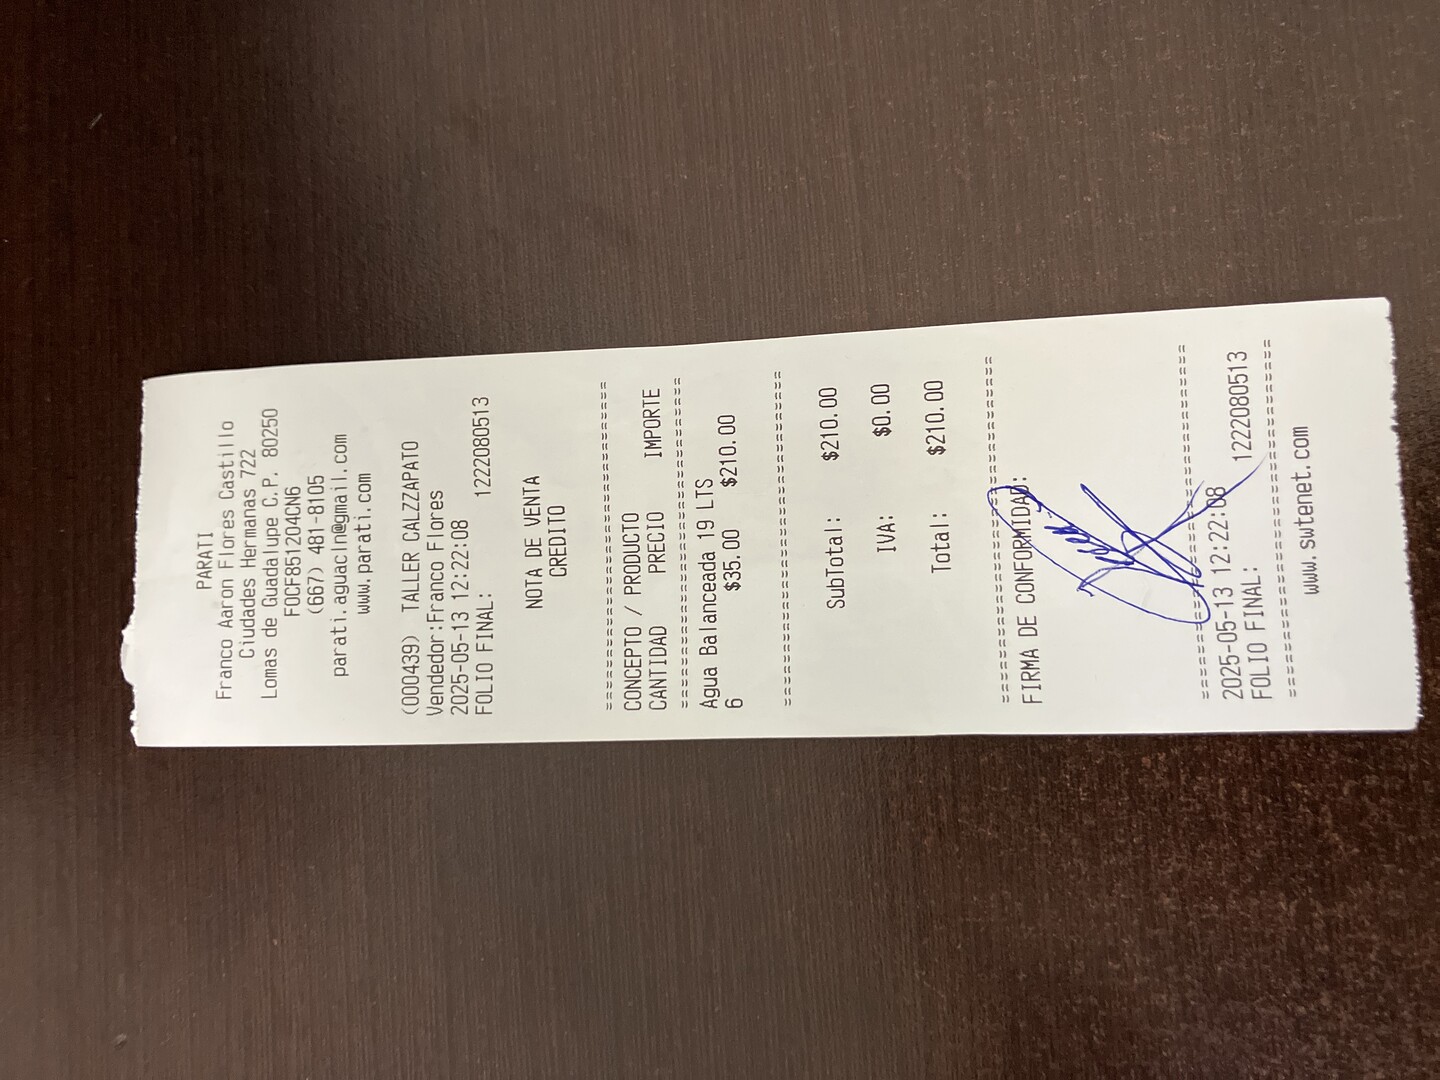 PARATI
Franco Aaron Flores Castillo
Ciudades Hermanas 722
Lomas de Guadalupe C.P. 80250
FOCF851204CN6
(667) 481-8105
parati.aguacln@gmail.com
www.parati.com
(000439) TALLER CALZZAPATO
Vendedor:Franco Flores
2025-05-13 12:22:08
FOLIO FINAL: 1222080513
NOTA DE VENTA
CREDITO
==============================
CONCEPTO / PRODUCTO
CANTIDAD PRECIO IMPORTE
==============================
Agua Balanceada 19 LTS
6 $35.00 $210.00
==============================
SubTotal: $210.00
IVA: $0.00
Total: $210.00
==============================
FIRMA DE CONFORMIDAD:
==============================
2025-05-13 12:22:08
FOLIO FINAL: 1222080513
==============================
www.swtenet.com